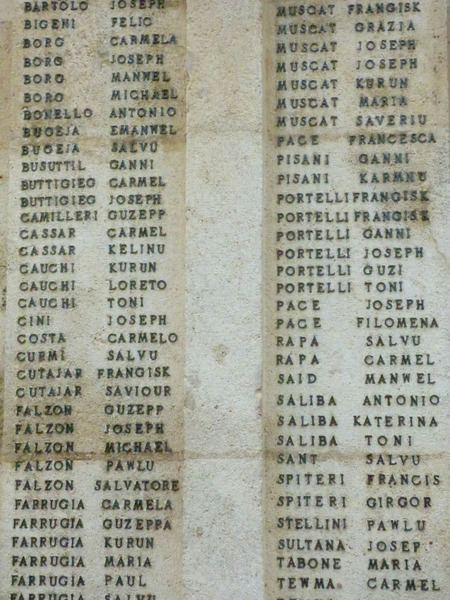 BARTOLO JOSEPH
BIGENI FELIC
BORG CARMELA
BORG JOSEPH
BORG MANWEL
BORG MICHAEL
BONELLO ANTONIO
BUGEJA EMANWEL
BUGEJA SALVU
BUSUTTIL GANNI
BUTTIGIEG CARMEL
BUTTIGIEG JOSEPH
CAMILLERI GUZEPP
CASSAR CARMEL
CASSAR KELINU
CAUCHI KURUN
CAUCHI LORETO
CAUCHI TONI
CINI JOSEPH
COSTA CARMELO
CURMI SALVU
CUTAJAR FRANGISK
CUTAJAR SAVIOUR
FALZON GUZEPP
FALZON JOSEPH
FALZON MICHAEL
FALZON PAWLU
FALZON SALVATORE
FARRUGIA CARMELA
FARRUGIA GUZEPPA
FARRUGIA KURUN
FARRUGIA MARIA
FARRUGIA PAUL
FARRUGIA SALVU
MUSCAT FRANGISK
MUSCAT GRAZIA
MUSCAT JOSEPH
MUSCAT JOSEPH
MUSCAT KURUN
MUSCAT MARIA
MUSCAT SAVERIU
PACE FRANCESCA
PISANI GANNI
PISANI KARMNU
PORTELLI FRANGISK
PORTELLI FRANGISK
PORTELLI GANNI
PORTELLI JOSEPH
PORTELLI GUZI
PORTELLI TONI
PACE JOSEPH
PACE FILOMENA
RAPA SALVU
RAPA CARMEL
SAID MANWEL
SALIBA ANTONIO
SALIBA KATERINA
SALIBA TONI
SANT SALVU
SPITERI FRANCIS
SPITERI GIRGOR
STELLINI PAWLU
SULTANA JOSEP
TABONE MARIA
TEWMA CARMEL